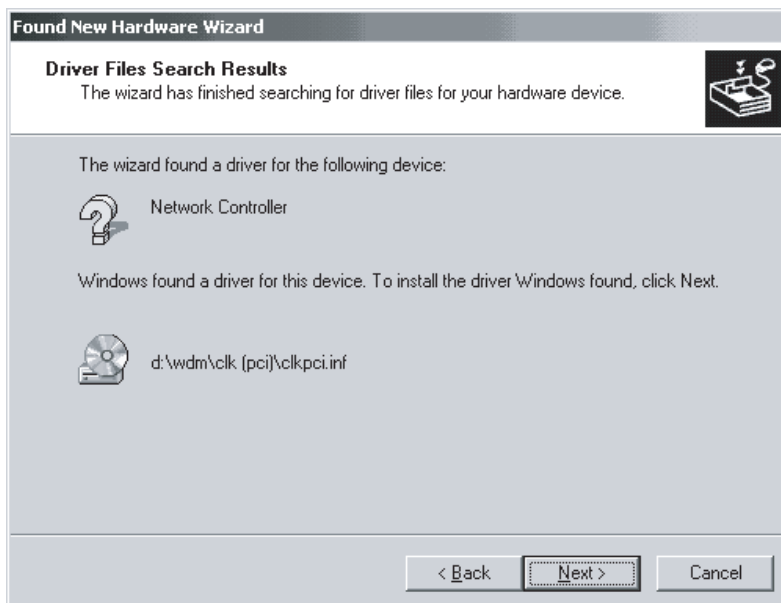 Found New Hardware Wizard
Driver Files Search Results
The wizard has finished searching for driver files for your hardware device.
The wizard found a driver for the following device:
Network Controller
Windows found a driver for this device. To install the driver Windows found, click Next.
d:\wdm\clk (pci)\clkpci.inf
< Back
Next >
Cancel